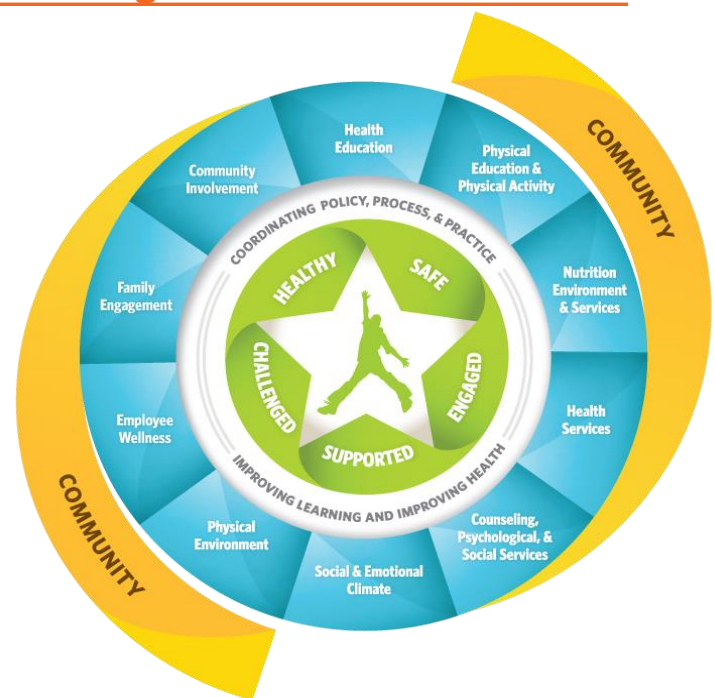 COMMUNITY
Health
Education
Physical
Education &
Physical Activity
Nutrition
Environment
& Services
Health
Services
Counseling,
Psychological, &
Social Services
Social & Emotional
Climate
Physical
Environment
Employee
Wellness
Family
Engagement
Community
Involvement
COORDINATING POLICY, PROCESS, & PRACTICE
IMPROVING LEARNING AND IMPROVING HEALTH
HEALTHY
SAFE
ENGAGED
SUPPORTED
CHALLENGED
COMMUNITY